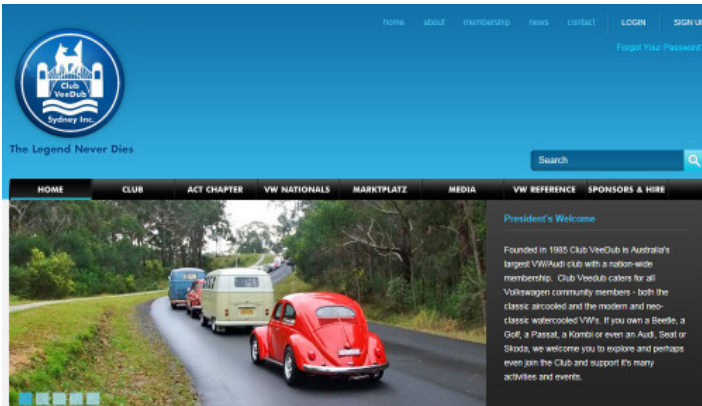 home about membership news contact LOGIN SIGN U
Forgot Your Password
Club
VeeDub
Sydney Inc.
The Legend Never Dies
Search
HOME CLUB ACT CHAPTER VW NATIONALS MARKTPLATZ MEDIA VW REFERENCE SPONSORS & HIRE
President's Welcome
Founded in 1985 Club VeeDub is Australia's
largest VW/Audi club with a nation-wide
membership. Club Veedub caters for all
Volkswagen community members - both the
classic aircooled and the modern and neo-
classic watercooled VW's. If you own a Beetle, a
Golf, a Passat, a Kombi or even an Audi, Seat or
Skoda, we welcome you to explore and perhaps
even join the Club and support it's many
activities and events.